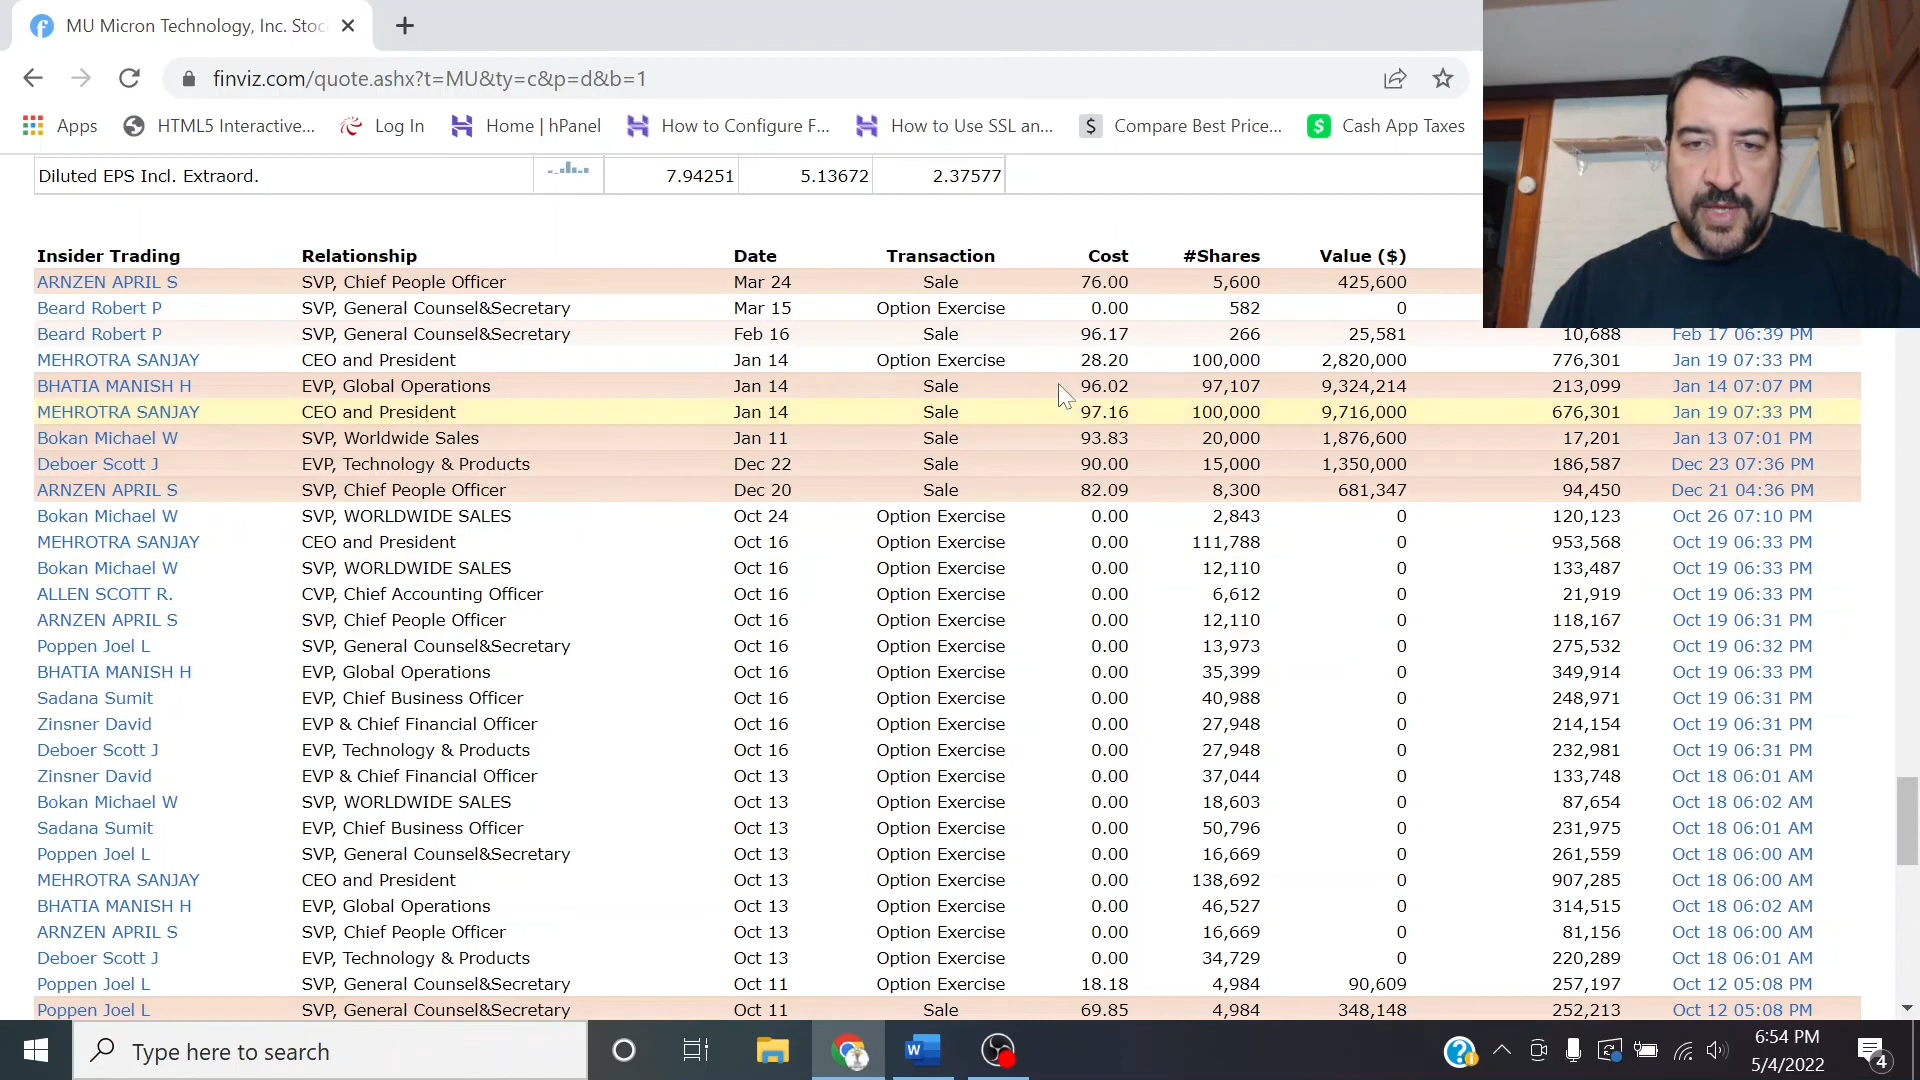 MU Micron Technology, Inc. Stoc
finviz.com/quote.ashx?t=MU&ty=c&p=d&b=1
Apps HTML5 Interactive... Log In Home | hPanel How to Configure F... How to Use SSL an... $ Compare Best Price... $ Cash App Taxes
Diluted EPS Incl. Extraord. 7.94251 5.13672 2.37577
Insider Trading Relationship Date Transaction Cost #Shares Value ($)
ARNZEN APRIL S SVP, Chief People Officer Mar 24 Sale 76.00 5,600 425,600
Beard Robert P SVP, General Counsel&Secretary Mar 15 Option Exercise 0.00 582 0
Beard Robert P SVP, General Counsel&Secretary Feb 16 Sale 96.17 266 25,581 10,688 Feb 17 06:39 PM
MEHROTRA SANJAY CEO and President Jan 14 Option Exercise 28.20 100,000 2,820,000 776,301 Jan 19 07:33 PM
BHATIA MANISH H EVP, Global Operations Jan 14 Sale 96.02 97,107 9,324,214 213,099 Jan 14 07:07 PM
MEHROTRA SANJAY CEO and President Jan 14 Sale 97.16 100,000 9,716,000 676,301 Jan 19 07:33 PM
Bokan Michael W SVP, Worldwide Sales Jan 11 Sale 93.83 20,000 1,876,600 17,201 Jan 13 07:01 PM
Deboer Scott J EVP, Technology & Products Dec 22 Sale 90.00 15,000 1,350,000 186,587 Dec 23 07:36 PM
ARNZEN APRIL S SVP, Chief People Officer Dec 20 Sale 82.09 8,300 681,347 94,450 Dec 21 04:36 PM
Bokan Michael W SVP, WORLDWIDE SALES Oct 24 Option Exercise 0.00 2,843 0 120,123 Oct 26 07:10 PM
MEHROTRA SANJAY CEO and President Oct 16 Option Exercise 0.00 111,788 0 953,568 Oct 19 06:33 PM
Bokan Michael W SVP, WORLDWIDE SALES Oct 16 Option Exercise 0.00 12,110 0 133,487 Oct 19 06:33 PM
ALLEN SCOTT R. CVP, Chief Accounting Officer Oct 16 Option Exercise 0.00 6,612 0 21,919 Oct 19 06:33 PM
ARNZEN APRIL S SVP, Chief People Officer Oct 16 Option Exercise 0.00 12,110 0 118,167 Oct 19 06:31 PM
Poppen Joel L SVP, General Counsel&Secretary Oct 16 Option Exercise 0.00 13,973 0 275,532 Oct 19 06:32 PM
BHATIA MANISH H EVP, Global Operations Oct 16 Option Exercise 0.00 35,399 0 349,914 Oct 19 06:33 PM
Sadana Sumit EVP, Chief Business Officer Oct 16 Option Exercise 0.00 40,988 0 248,971 Oct 19 06:31 PM
Zinsner David EVP & Chief Financial Officer Oct 16 Option Exercise 0.00 27,948 0 214,154 Oct 19 06:31 PM
Deboer Scott J EVP, Technology & Products Oct 16 Option Exercise 0.00 27,948 0 232,981 Oct 19 06:31 PM
Zinsner David EVP & Chief Financial Officer Oct 13 Option Exercise 0.00 37,044 0 133,748 Oct 18 06:01 AM
Bokan Michael W SVP, WORLDWIDE SALES Oct 13 Option Exercise 0.00 18,603 0 87,654 Oct 18 06:02 AM
Sadana Sumit EVP, Chief Business Officer Oct 13 Option Exercise 0.00 50,796 0 231,975 Oct 18 06:01 AM
Poppen Joel L SVP, General Counsel&Secretary Oct 13 Option Exercise 0.00 16,669 0 261,559 Oct 18 06:00 AM
MEHROTRA SANJAY CEO and President Oct 13 Option Exercise 0.00 138,692 0 907,285 Oct 18 06:00 AM
BHATIA MANISH H EVP, Global Operations Oct 13 Option Exercise 0.00 46,527 0 314,515 Oct 18 06:02 AM
ARNZEN APRIL S SVP, Chief People Officer Oct 13 Option Exercise 0.00 16,669 0 81,156 Oct 18 06:00 AM
Deboer Scott J EVP, Technology & Products Oct 13 Option Exercise 0.00 34,729 0 220,289 Oct 18 06:01 AM
Poppen Joel L SVP, General Counsel&Secretary Oct 11 Option Exercise 18.18 4,984 90,609 257,197 Oct 12 05:08 PM
Poppen Joel L SVP, General Counsel&Secretary Oct 11 Sale 69.85 4,984 348,148 252,213 Oct 12 05:08 PM
Type here to search
6:54 PM
5/4/2022
4